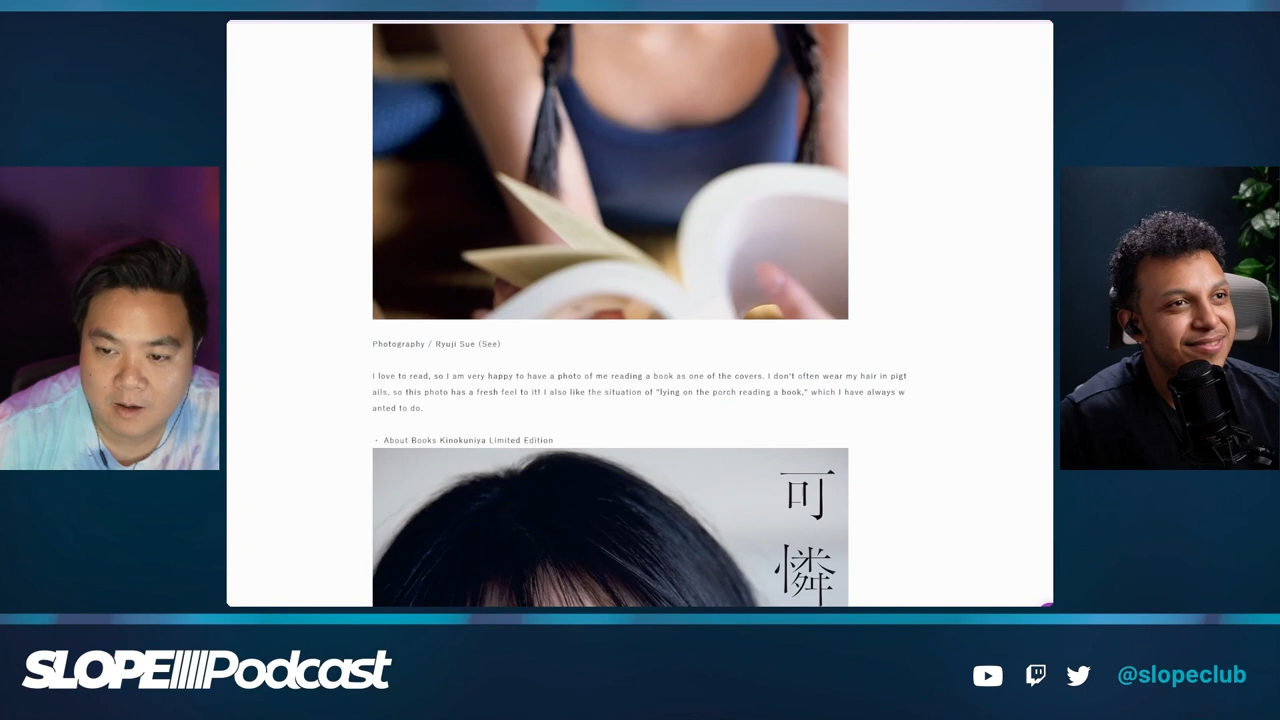 Photography / Ryuji Sue (See)
I love to read, so I am very happy to have a photo of me reading a book as one of the covers. I don't often wear my hair in pigt
ails, so this photo has a fresh feel to it! I also like the situation of "lying on the porch reading a book," which I have always w
anted to do.
・ About Books Kinokuniya Limited Edition
可
憐
SLOPE Podcast
@slopeclub